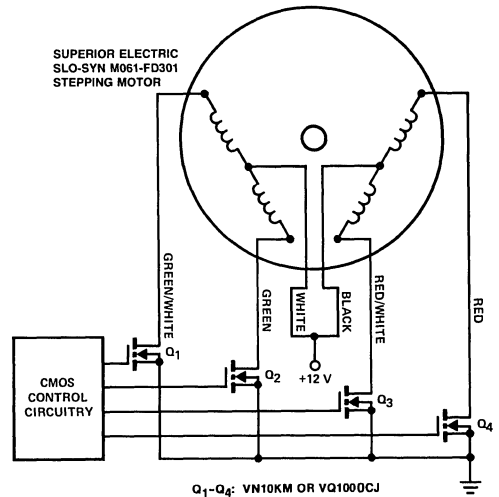 SUPERIOR ELECTRIC
SLO-SYN M061-FD301
STEPPING MOTOR
GREEN/WHITE
GREEN
WHITE
BLACK
RED/WHITE
RED
+12 V
Q1
Q2
Q3
Q4
CMOS
CONTROL
CIRCUITRY
Q1-Q4: VN10KM OR VQ1000CJ